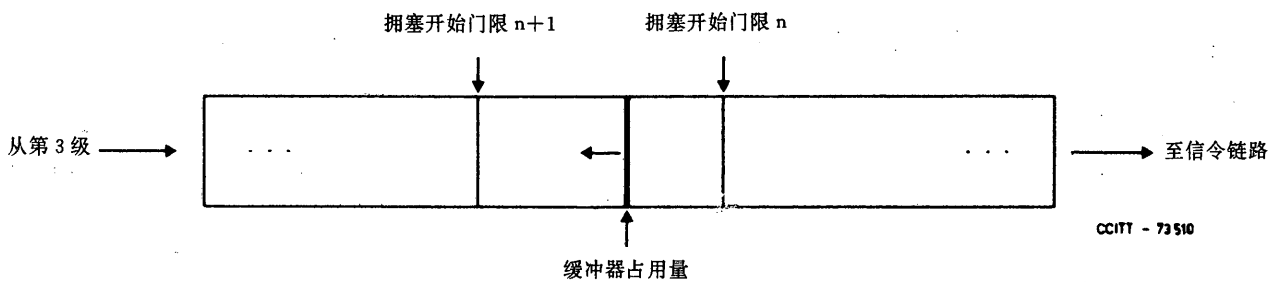 拥塞开始门限 n+1
拥塞开始门限 n
从第 3 级
. . .
. . .
至信令链路
CCITT - 73510
缓冲器占用量